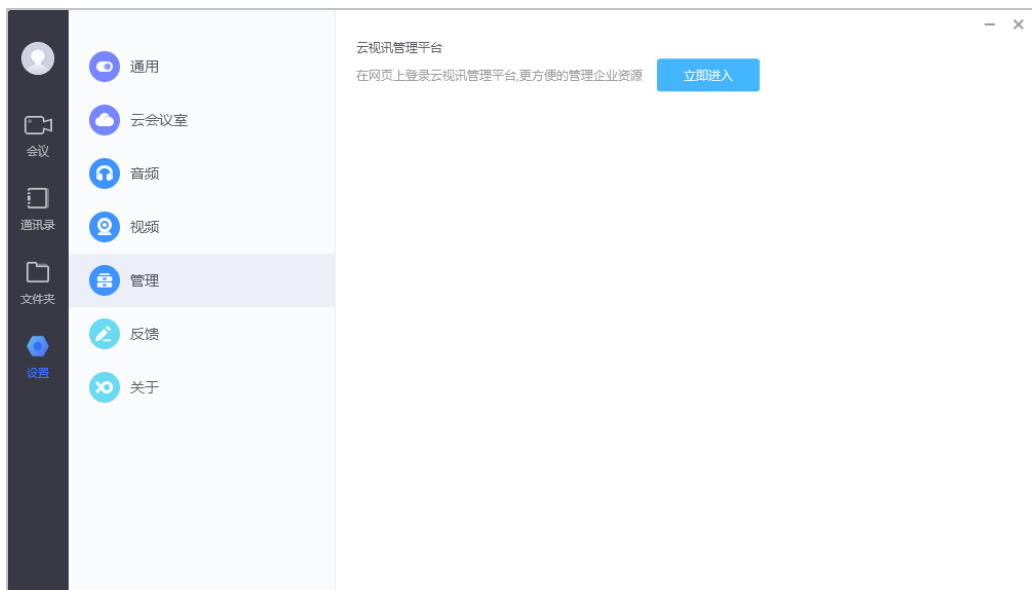 会议
通讯录
文件夹
设置
通用
云会议室
音频
视频
管理
反馈
关于
云视讯管理平台
在网页上登录云视讯管理平台,更方便的管理企业资源
立即进入